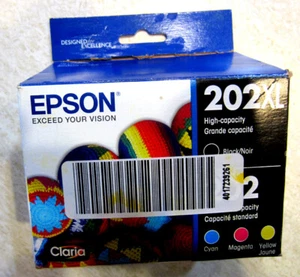 DESIGNED FOR EXCELLENCE
EPSON®
EXCEED YOUR VISION
202XL
High-capacity
Grande capacité
Black/Noir
4017239261
2
Capacité standard
Cyan
Magenta
Yellow
Jaune
Claria